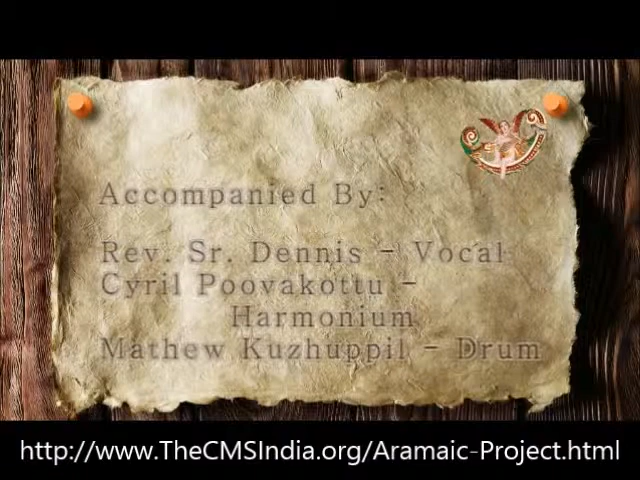 Accompanied By:
Rev. Sr. Dennis - Vocal
Cyril Poovakottu -
Harmonium
Mathew Kuzhuppil - Drum
http://www.TheCMSIndia.org/Aramaic-Project.html